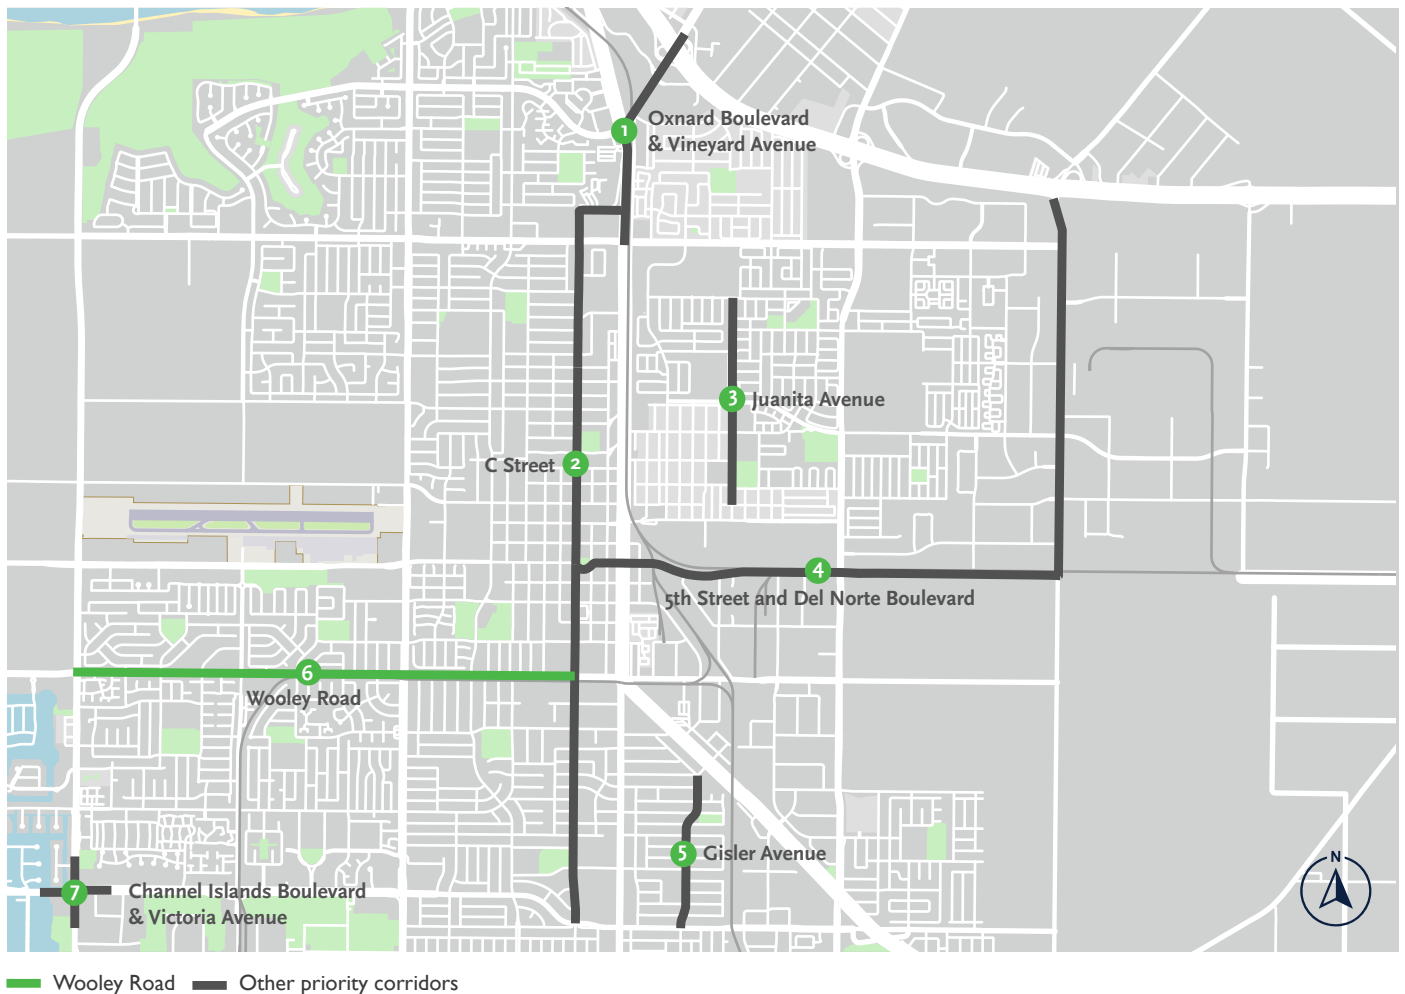 1
Oxnard Boulevard
& Vineyard Avenue
3
Juanita Avenue
C Street
2
4
5th Street and Del Norte Boulevard
6
Wooley Road
5
Gisler Avenue
7
Channel Islands Boulevard
& Victoria Avenue
N
Wooley Road
Other priority corridors